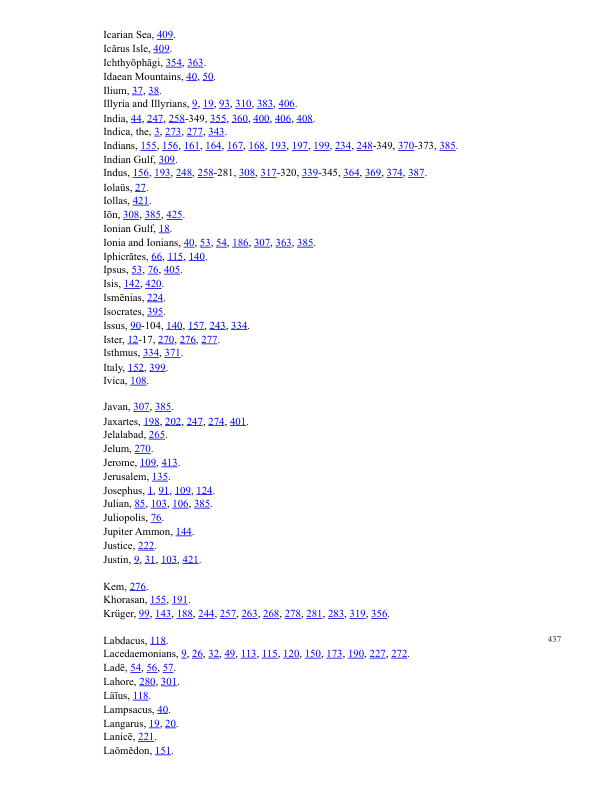 Icarian Sea, 409.
Icărus Isle, 409.
Ichthyŏphăgi, 354, 363.
Idaean Mountains, 40, 50.
Ilium, 37, 38.
Illyria and Illyrians, 9, 19, 93, 310, 383, 406.
India, 44, 247, 258-349, 355, 360, 400, 406, 408.
Indica, the, 3, 273, 277, 343.
Indians, 155, 156, 161, 164, 167, 168, 193, 197, 199, 234, 248-349, 370-373, 385.
Indian Gulf, 309.
Indus, 156, 193, 248, 258-281, 308, 317-320, 339-345, 364, 369, 374, 387.
Iolaüs, 27.
Iollas, 421.
Iōn, 308, 385, 425.
Ionian Gulf, 18.
Ionia and Ionians, 40, 53, 54, 186, 307, 363, 385.
Iphicrătes, 66, 115, 140.
Ipsus, 53, 76, 405.
Isis, 142, 420.
Ismēnias, 224.
Isocrates, 395.
Issus, 90-104, 140, 157, 243, 334.
Ister, 12-17, 270, 276, 277.
Isthmus, 334, 371.
Italy, 152, 399.
Ivica, 108.
Javan, 307, 385.
Jaxartes, 198, 202, 247, 274, 401.
Jelalabad, 265.
Jelum, 270.
Jerome, 109, 413.
Jerusalem, 135.
Josephus, 1, 91, 109, 124.
Julian, 85, 103, 106, 385.
Juliopolis, 76.
Jupiter Ammon, 144.
Justice, 222.
Justin, 9, 31, 103, 421.
Kem, 276.
Khorasan, 155, 191.
Krüger, 99, 143, 188, 244, 257, 263, 268, 278, 281, 283, 319, 356.
437
Labdacus, 118.
Lacedaemonians, 9, 26, 32, 49, 113, 115, 120, 150, 173, 190, 227, 272.
Ladē, 54, 56, 57.
Lahore, 280, 301.
Lāïus, 118.
Lampsacus, 40.
Langarus, 19, 20.
Lanicē, 221.
Laŏmēdon, 151.